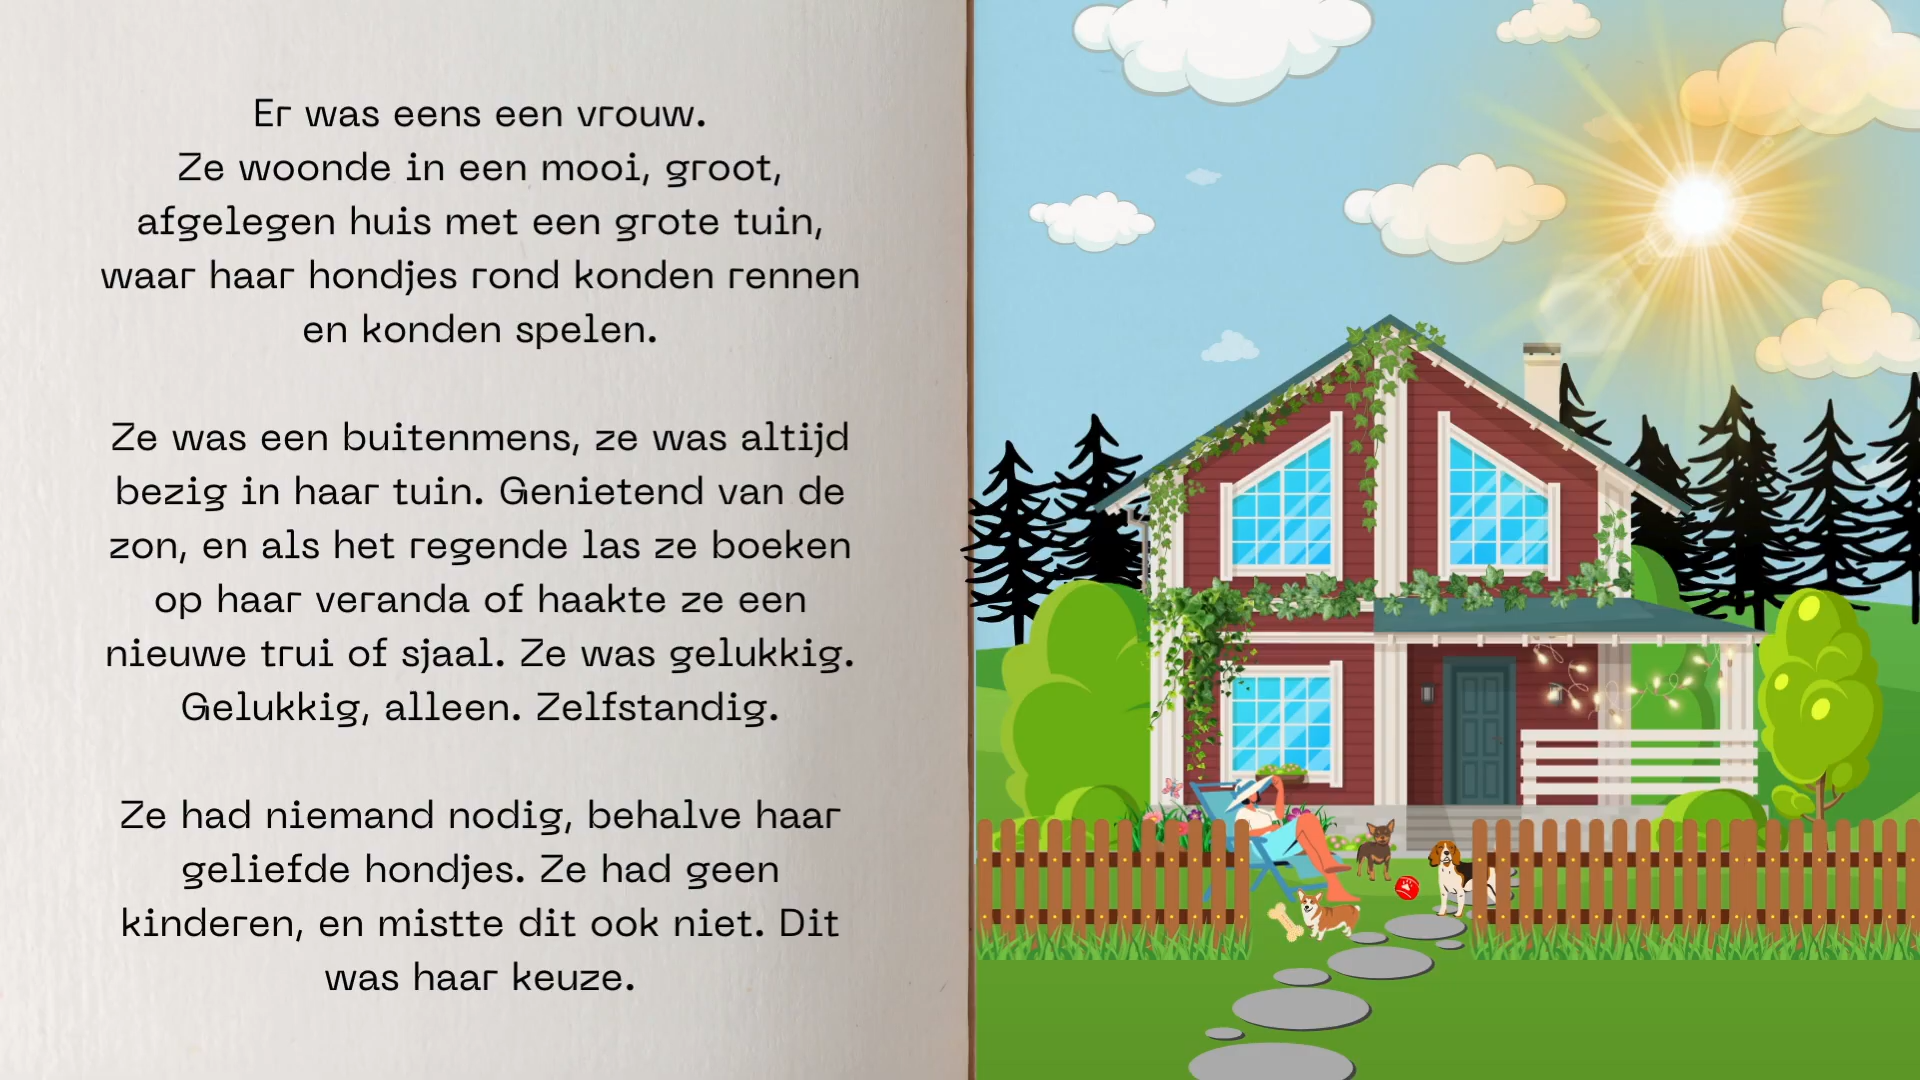 Er was eens een vrouw.
Ze woonde in een mooi, groot,
afgelegen huis met een grote tuin,
waar haar hondjes rond konden rennen
en konden spelen.
Ze was een buitenmens, ze was altijd
bezig in haar tuin. Genietend van de
zon, en als het regende las ze boeken
op haar veranda of haakte ze een
nieuwe trui of sjaal. Ze was gelukkig.
Gelukkig, alleen. Zelfstandig.
Ze had niemand nodig, behalve haar
geliefde hondjes. Ze had geen
kinderen, en mistte dit ook niet. Dit
was haar keuze.